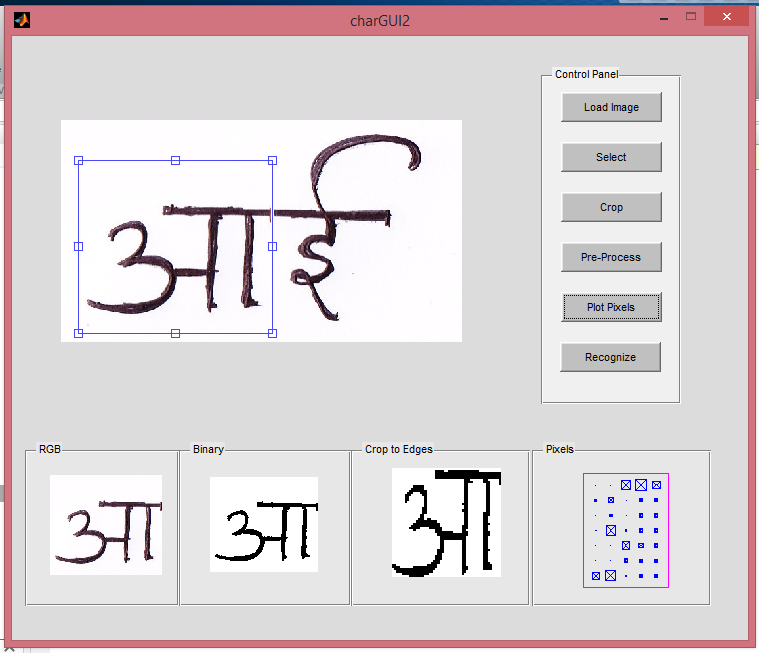 charGUI2
Control Panel
Load Image
Select
Crop
Pre-Process
Plot Pixels
Recognize
आई
RGB
Binary
Crop to Edges
Pixels
आ
आ
आ